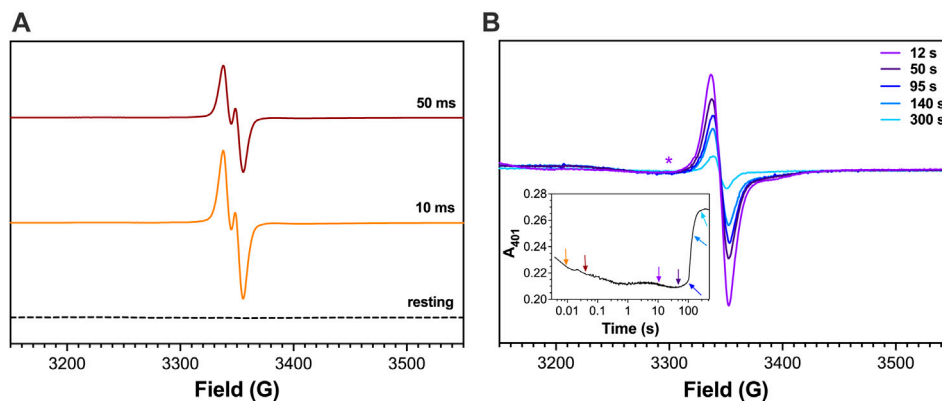 A
50 ms
10 ms
resting
3200
3300
3400
3500
Field (G)
B
12 s
50 s
95 s
140 s
300 s
*
0.28
0.26
0.24
0.22
0.20
A401
0.01
0.1
1
10
100
Time (s)
3200
3300
3400
3500
Field (G)